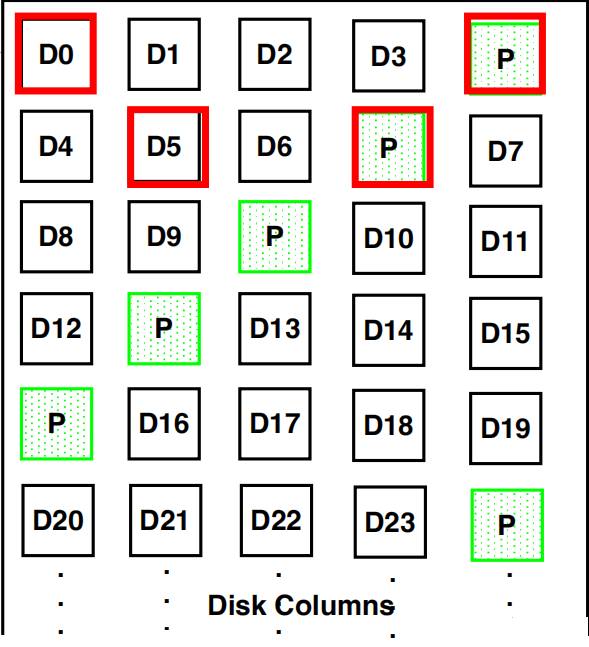 D0 D1 D2 D3 P
D4 D5 D6 P D7
D8 D9 P D10 D11
D12 P D13 D14 D15
P D16 D17 D18 D19
D20 D21 D22 D23 P
Disk Columns